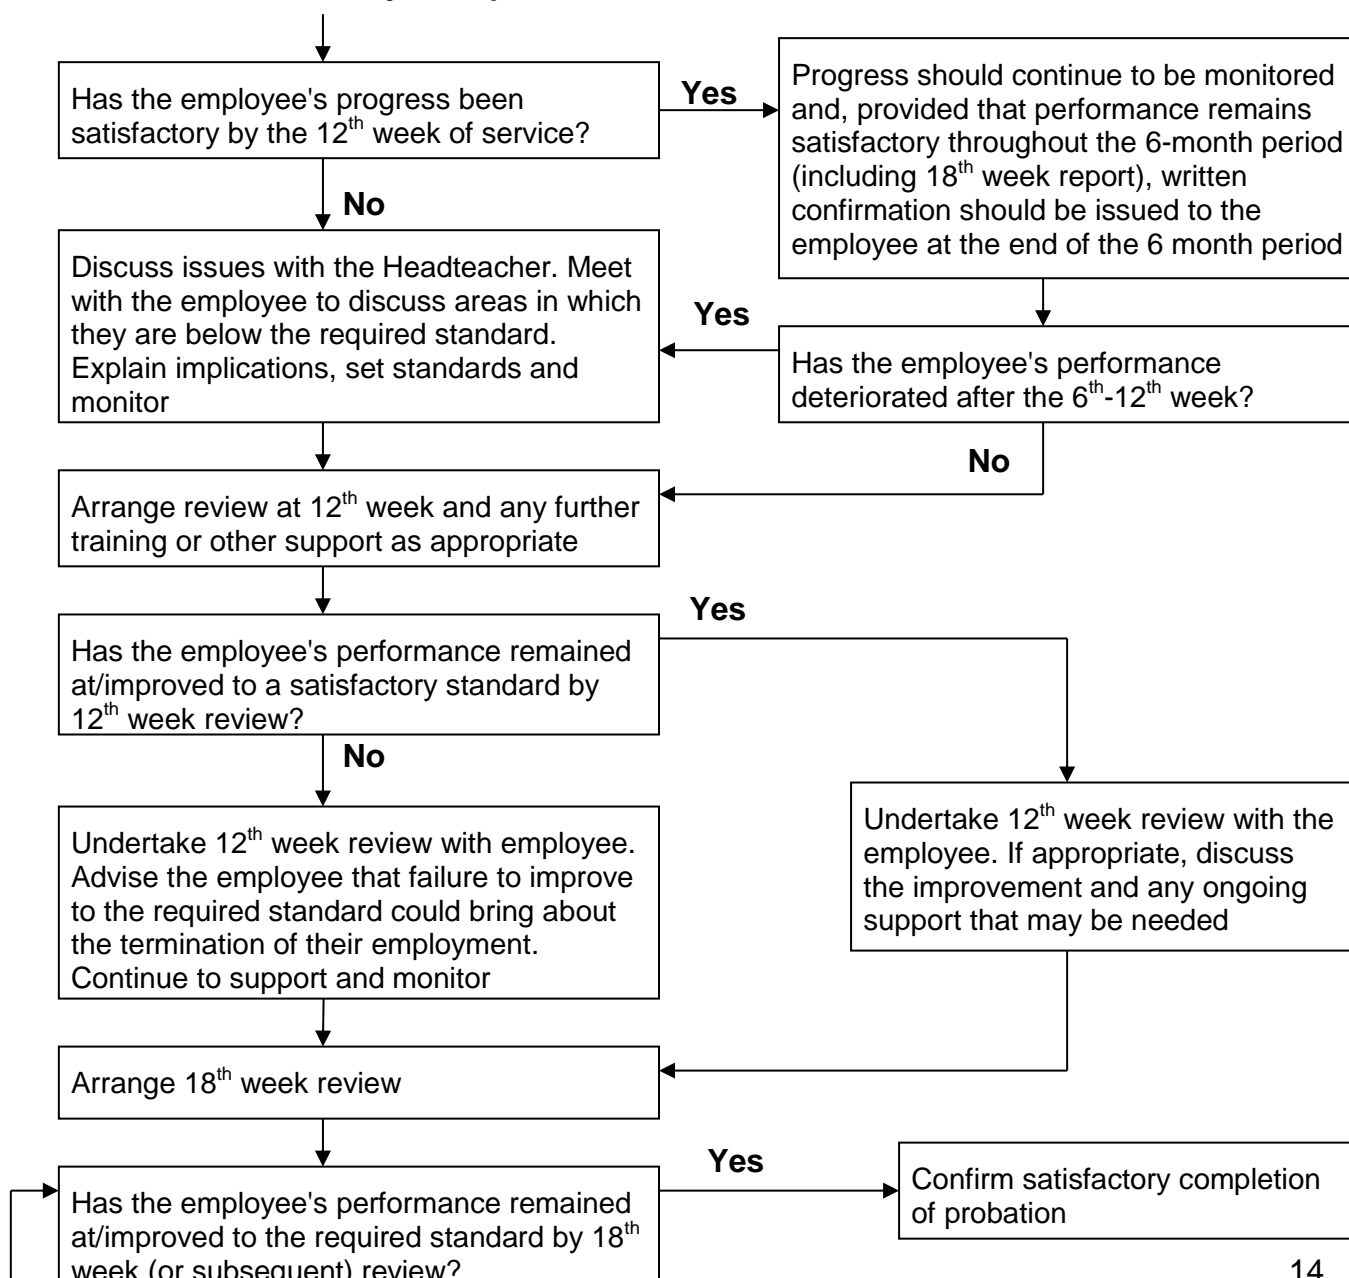 Has the employee's progress been
satisfactory by the 12th week of service?
Yes
Progress should continue to be monitored
and, provided that performance remains
satisfactory throughout the 6-month period
(including 18th week report), written
confirmation should be issued to the
employee at the end of the 6 month period
No
Discuss issues with the Headteacher. Meet
with the employee to discuss areas in which
they are below the required standard.
Explain implications, set standards and
monitor
Yes
Has the employee's performance
deteriorated after the 6th-12th week?
No
Arrange review at 12th week and any further
training or other support as appropriate
Has the employee's performance remained
at/improved to a satisfactory standard by
12th week review?
Yes
No
Undertake 12th week review with employee.
Advise the employee that failure to improve
to the required standard could bring about
the termination of their employment.
Continue to support and monitor
Undertake 12th week review with the
employee. If appropriate, discuss
the improvement and any ongoing
support that may be needed
Arrange 18th week review
Has the employee's performance remained
at/improved to the required standard by 18th
week (or subsequent) review?
Yes
Confirm satisfactory completion
of probation
14